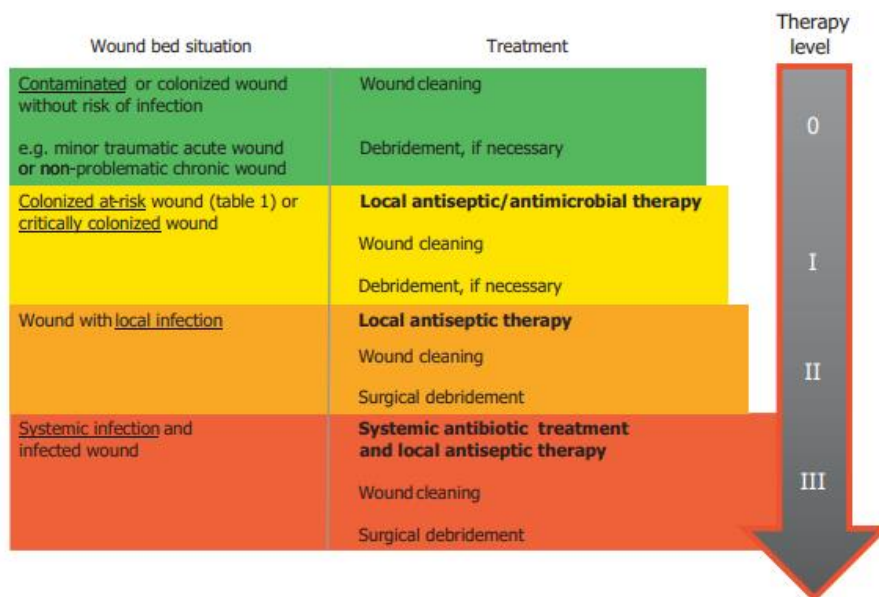 Wound bed situation
Treatment
Therapy
level
Contaminated or colonized wound
without risk of infection
Wound cleaning
e.g. minor traumatic acute wound
or non-problematic chronic wound
Debridement, if necessary
0
Colonized at-risk wound (table 1) or
critically colonized wound
Local antiseptic/antimicrobial therapy
Wound cleaning
Debridement, if necessary
I
Wound with local infection
Local antiseptic therapy
Wound cleaning
Surgical debridement
II
Systemic infection and
infected wound
Systemic antibiotic treatment
and local antiseptic therapy
Wound cleaning
Surgical debridement
III